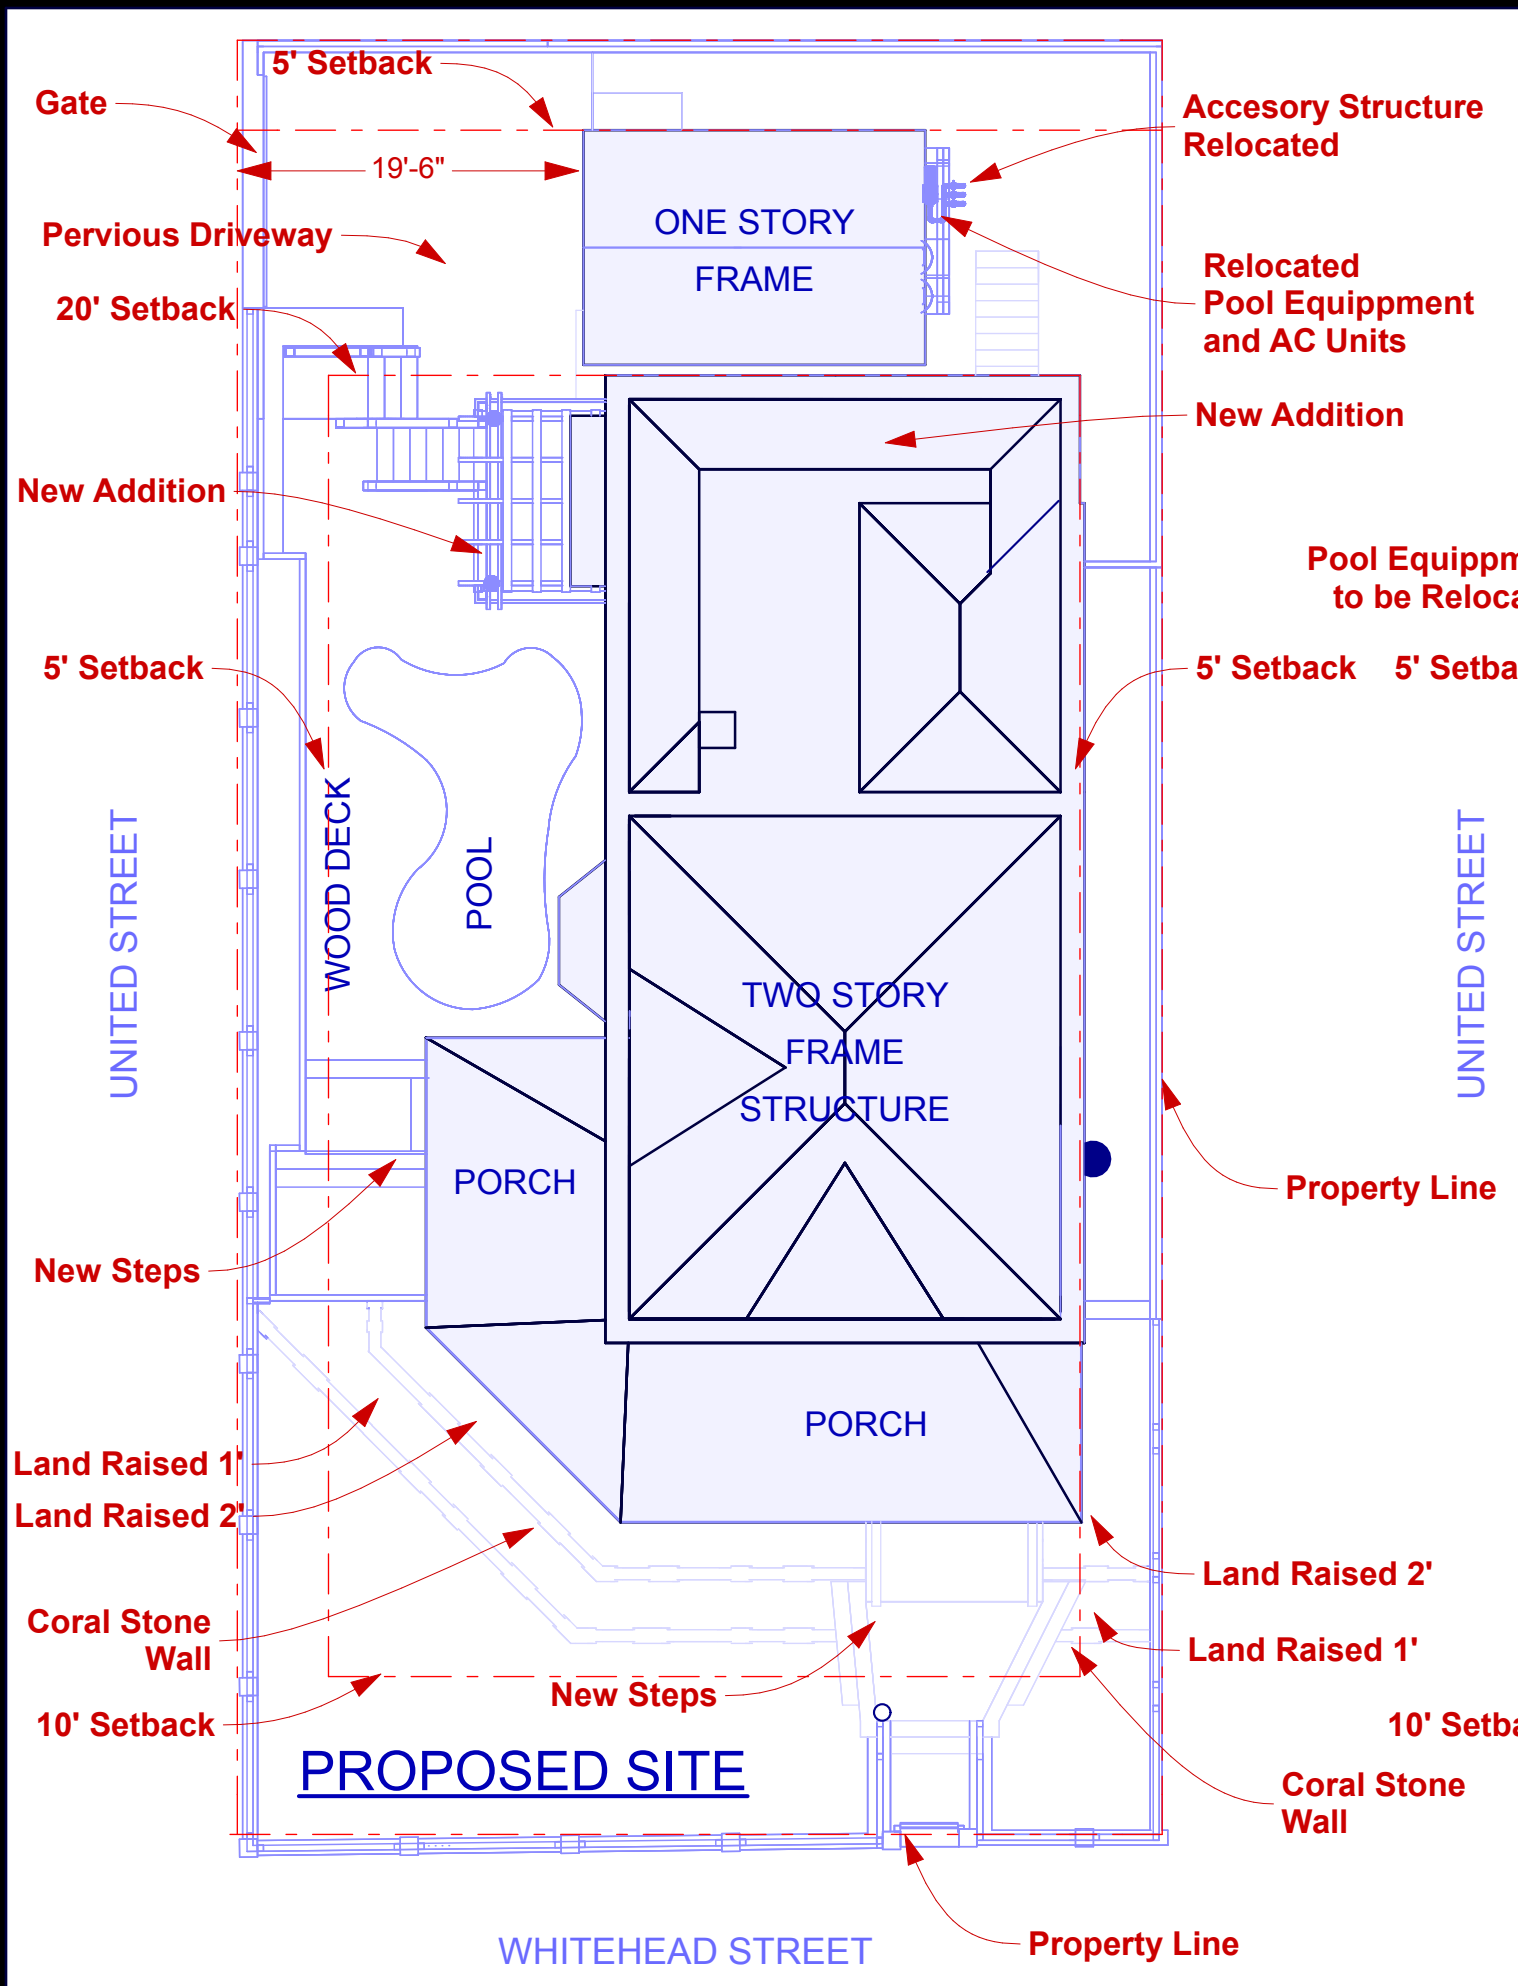 5' Setback
Gate
Accesory Structure
Relocated
19'-6"
ONE STORY
FRAME
Pervious Driveway
Relocated
Pool Equippment
and AC Units
20' Setback
New Addition
New Addition
Pool Equippm
to be Reloca
5' Setback
5' Setback
5' Setba
WOOD DECK
POOL
UNITED STREET
UNITED STREET
TWO STORY
FRAME
STRUCTURE
PORCH
Property Line
New Steps
PORCH
Land Raised 1'
Land Raised 2'
Land Raised 2'
Coral Stone
Wall
Land Raised 1'
New Steps
10' Setback
10' Setba
PROPOSED SITE
Coral Stone
Wall
WHITEHEAD STREET
Property Line